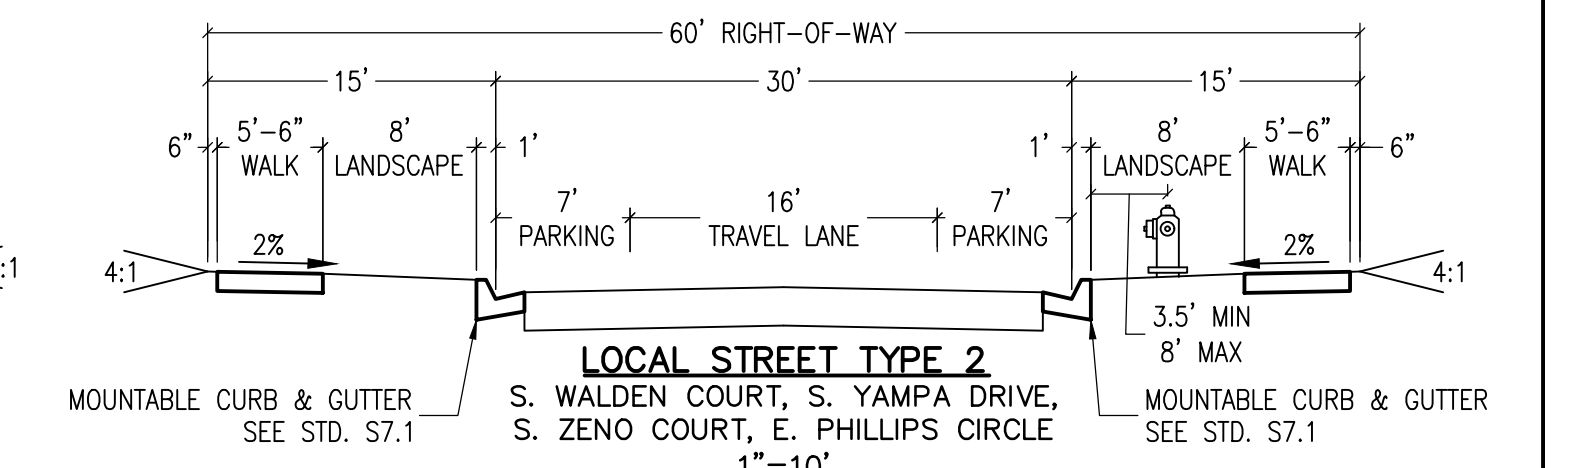 60' RIGHT-OF-WAY
15' 30' 15'
6" 5'-6" 8' 1' 1' 8' 5'-6" 6"
WALK LANDSCAPE LANDSCAPE WALK
7' 16' 7'
PARKING TRAVEL LANE PARKING
2% 2%
:1 4:1 4:1
3.5' MIN
8' MAX
LOCAL STREET TYPE 2
S. WALDEN COURT, S. YAMPA DRIVE,
S. ZENO COURT, E. PHILLIPS CIRCLE
1"=10'
MOUNTABLE CURB & GUTTER
SEE STD. S7.1
MOUNTABLE CURB & GUTTER
SEE STD. S7.1